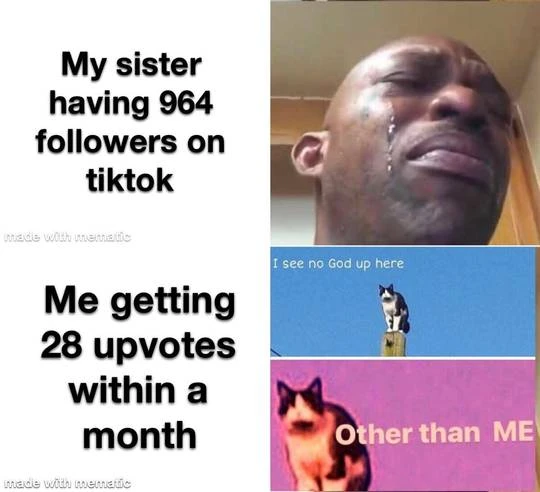 My sister
having 964
followers on
tiktok
made with mematic
I see no God up here
Me getting
28 upvotes
within a
month
Other than ME
made with mematic